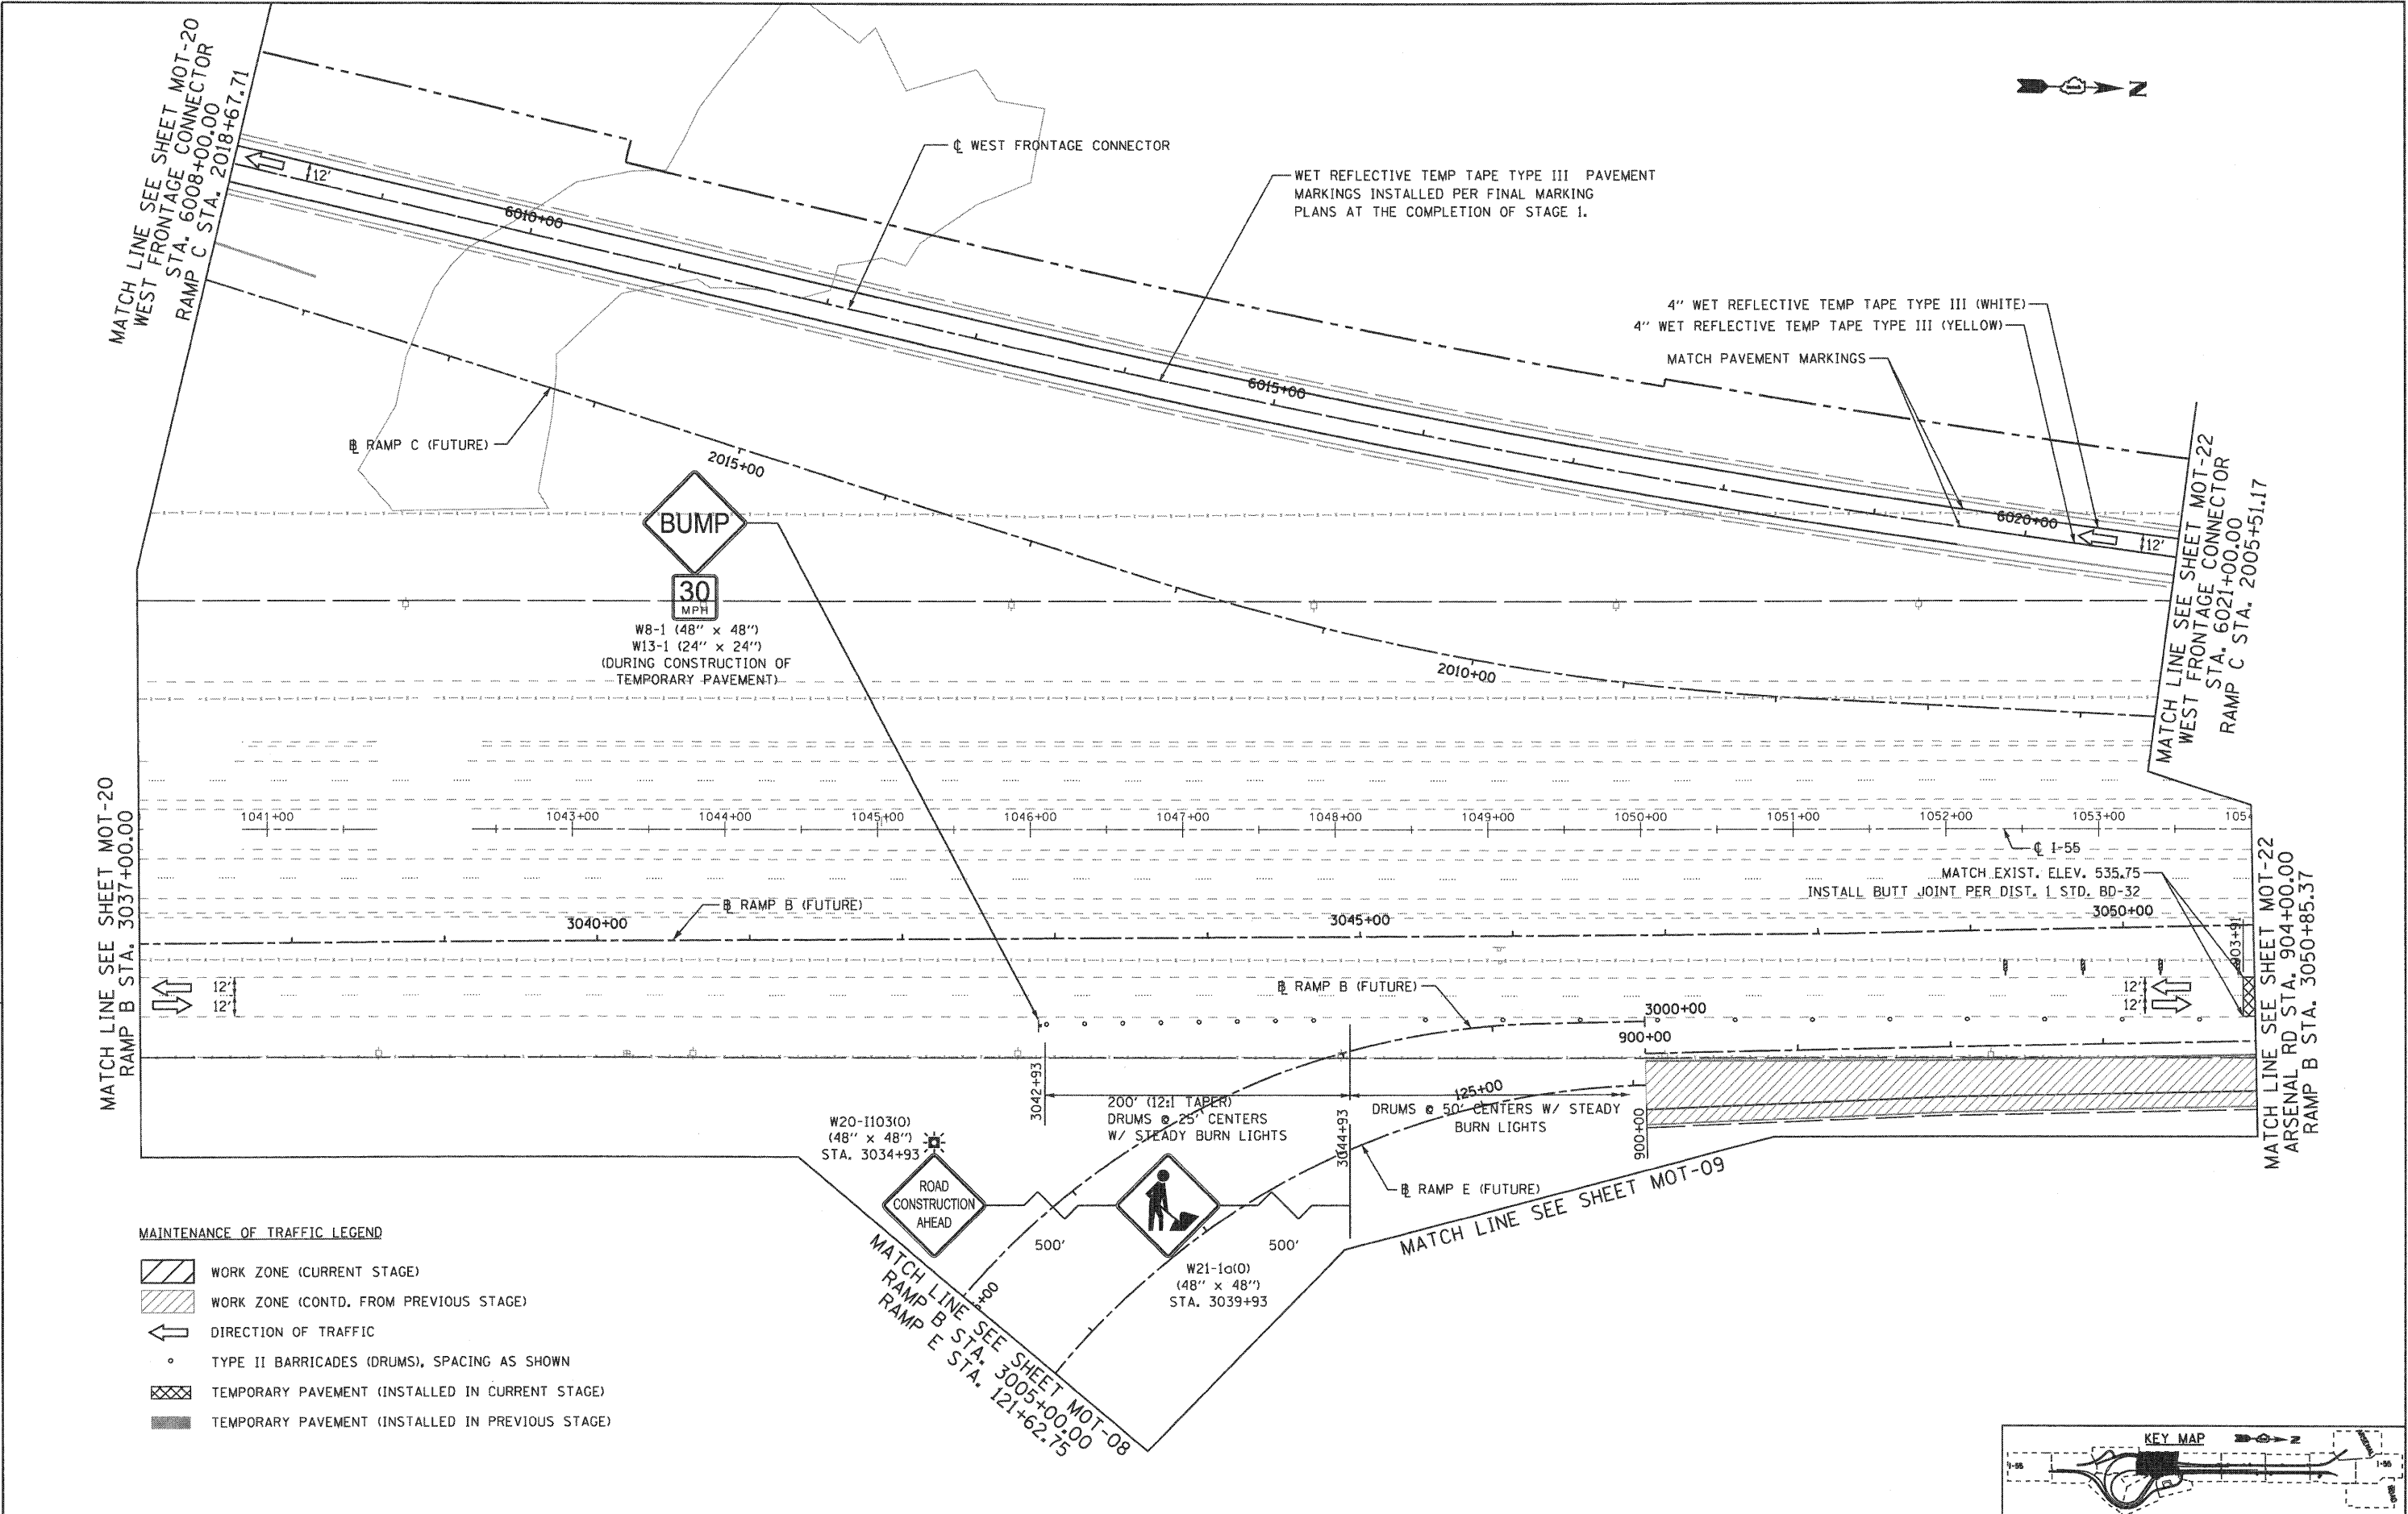 MATCH LINE SEE SHEET MOT-20
WEST FRONTAGE CONNECTOR
STA. 6008+00.00
RAMP C STA. 2018+67.71
N
℄ WEST FRONTAGE CONNECTOR
WET REFLECTIVE TEMP TAPE TYPE III PAVEMENT
MARKINGS INSTALLED PER FINAL MARKING
PLANS AT THE COMPLETION OF STAGE 1.
12'
6010+00
4" WET REFLECTIVE TEMP TAPE TYPE III (WHITE)
4" WET REFLECTIVE TEMP TAPE TYPE III (YELLOW)
MATCH PAVEMENT MARKINGS
6015+00
6020+00
12'
BL RAMP C (FUTURE)
2015+00
2010+00
BUMP
30
MPH
W8-1 (48" x 48")
W13-1 (24" x 24")
(DURING CONSTRUCTION OF
TEMPORARY PAVEMENT)
MATCH LINE SEE SHEET MOT-22
WEST FRONTAGE CONNECTOR
STA. 6021+00.00
RAMP C STA. 2005+51.17
MATCH LINE SEE SHEET MOT-20
RAMP B STA. 3037+00.00
1041+00
1043+00
1044+00
1045+00
1046+00
1047+00
1048+00
1049+00
1050+00
1051+00
1052+00
1053+00
1054
℄ I-55
MATCH EXIST. ELEV. 535.75
INSTALL BUTT JOINT PER DIST. 1 STD. BD-32
BL RAMP B (FUTURE)
3040+00
3045+00
3050+00
903+91
12'
12'
BL RAMP B (FUTURE)
12'
12'
3000+00
900+00
MATCH LINE SEE SHEET MOT-22
ARSENAL RD STA. 904+00.00
RAMP B STA. 3050+85.37
3042+93
200' (12:1 TAPER)
DRUMS @ 25' CENTERS
W/ STEADY BURN LIGHTS
125+00
DRUMS @ 50' CENTERS W/ STEADY
BURN LIGHTS
3044+93
900+00
W20-I103(O)
(48" x 48")
STA. 3034+93
ROAD
CONSTRUCTION
AHEAD
500'
500'
W21-1a(O)
(48" x 48")
STA. 3039+93
BL RAMP E (FUTURE)
MATCH LINE SEE SHEET MOT-09
+00
MATCH LINE SEE SHEET MOT-08
RAMP B STA. 3005+00.00
RAMP E STA. 121+62.75
MAINTENANCE OF TRAFFIC LEGEND
WORK ZONE (CURRENT STAGE)
WORK ZONE (CONTD. FROM PREVIOUS STAGE)
DIRECTION OF TRAFFIC
TYPE II BARRICADES (DRUMS), SPACING AS SHOWN
TEMPORARY PAVEMENT (INSTALLED IN CURRENT STAGE)
TEMPORARY PAVEMENT (INSTALLED IN PREVIOUS STAGE)
KEY MAP
N
I-55
I-55